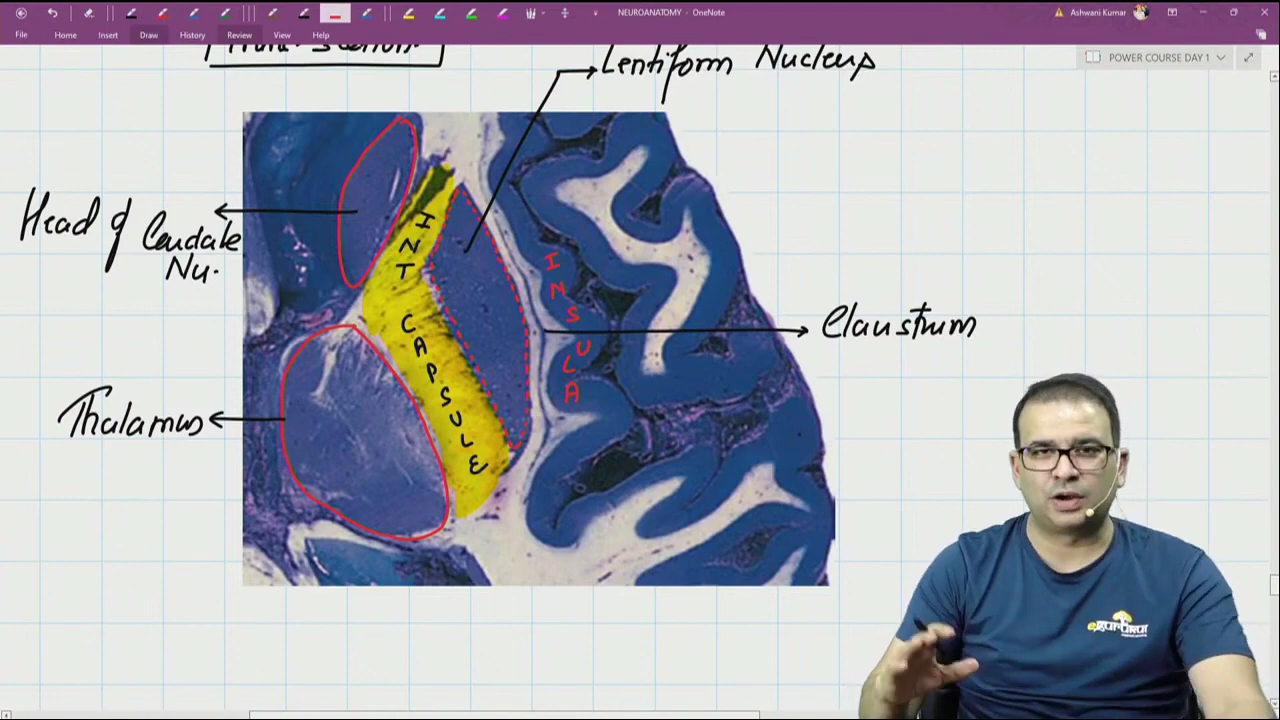 NEUROANATOMY - OneNote
Ashwani Kumar
File Home Insert Draw History Review View Help
POWER COURSE DAY 1
Lentiform Nucleus
Head of Caudate Nu.
INT CAPSULE
INSULA
Claustrum
Thalamus
egurukul